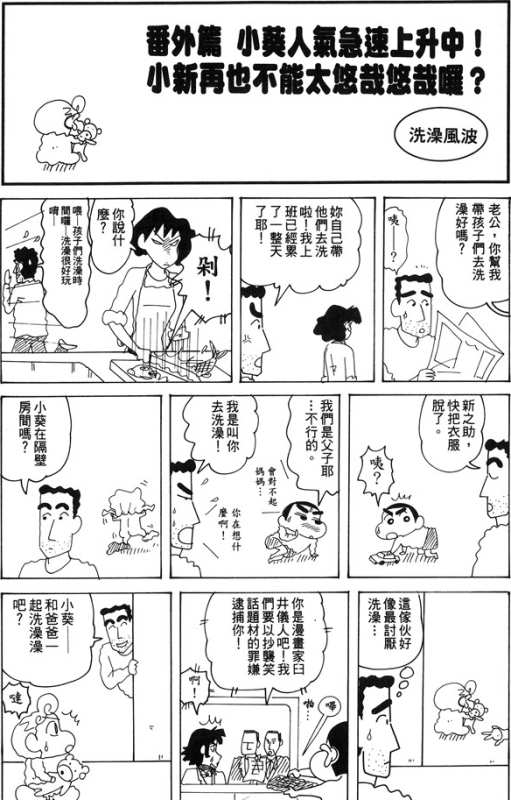 番外篇 小葵人氣急速上升中！
小新再也不能太悠哉悠哉囉？
洗澡風波
老公，你幫我
帶孩子們去洗
澡好嗎？
咦—？
妳自己帶
他們去洗
啦！我上
班已經累
了一整天
了耶！
剁！
你說什
麼？
喂—孩子們洗澡時
間囉—洗澡很好玩
唷—
新之助，
快把衣服
脫了。
咦？
我們是父子耶
…不行的。
會對不起
媽媽…
你在想什
麼啊！
我是叫你
去洗澡！
小葵在隔壁
房間嗎？
這傢伙好
像最討厭
洗澡…
你是漫畫家臼
井儀人吧！我
們要以抄襲笑
話題材的罪嫌
逮捕你！
啪…
啊！
小葵—
和爸爸一
起洗澡澡
吧？
噠